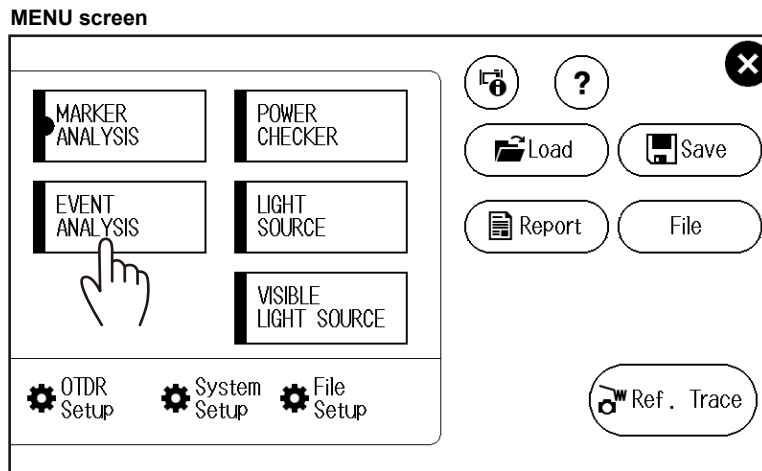 MENU screen
MARKER
ANALYSIS
POWER
CHECKER
?
Load
Save
EVENT
ANALYSIS
LIGHT
SOURCE
Report
File
VISIBLE
LIGHT SOURCE
OTDR
Setup
System
Setup
File
Setup
Ref. Trace